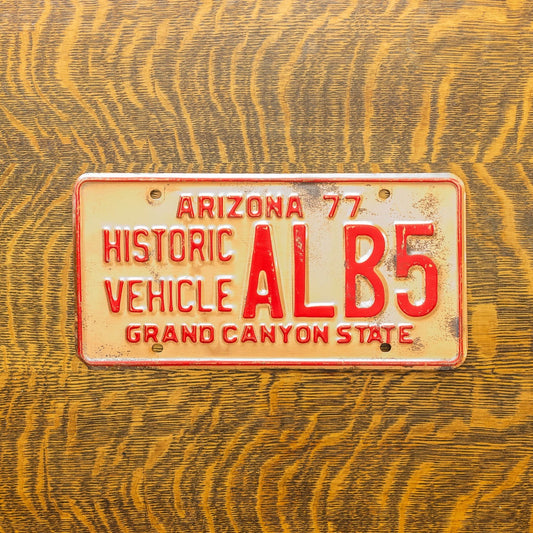 ARIZONA 77
HISTORIC
VEHICLE
ALB5
GRAND CANYON STATE